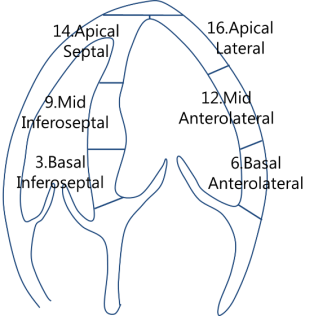 14.Apical
Septal
16.Apical
Lateral
9.Mid
Inferoseptal
12.Mid
Anterolateral
3.Basal
Inferoseptal
6.Basal
Anterolateral